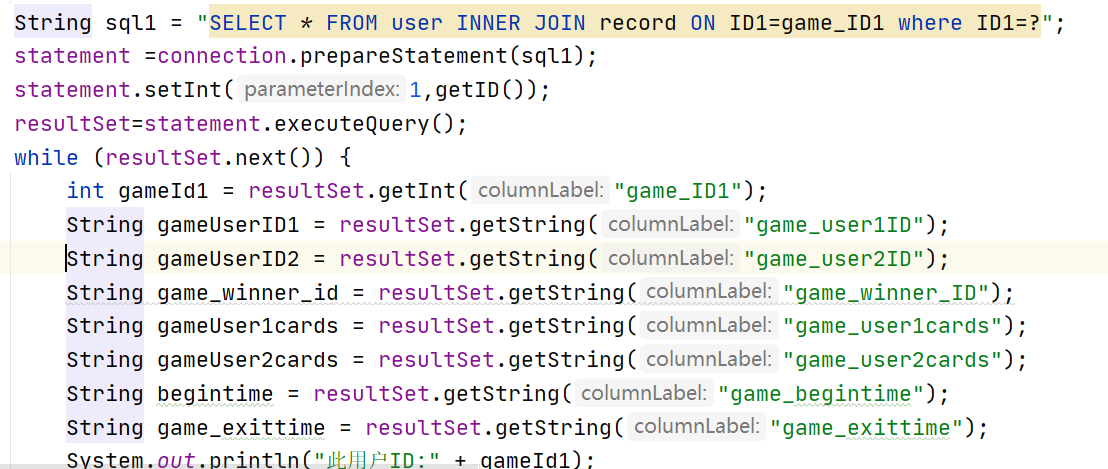 String sql1 = "SELECT * FROM user INNER JOIN record ON ID1=game_ID1 where ID1=?";
statement =connection.prepareStatement(sql1);
statement.setInt( parameterIndex: 1,getID());
resultSet=statement.executeQuery();
while (resultSet.next()) {
int gameId1 = resultSet.getInt( columnLabel: "game_ID1");
String gameUserID1 = resultSet.getString( columnLabel: "game_user1ID");
String gameUserID2 = resultSet.getString( columnLabel: "game_user2ID");
String game_winner_id = resultSet.getString( columnLabel: "game_winner_ID");
String gameUser1cards = resultSet.getString( columnLabel: "game_user1cards");
String gameUser2cards = resultSet.getString( columnLabel: "game_user2cards");
String begintime = resultSet.getString( columnLabel: "game_begintime");
String game_exittime = resultSet.getString( columnLabel: "game_exittime");
System.out.println("此用户ID:" + gameId1);